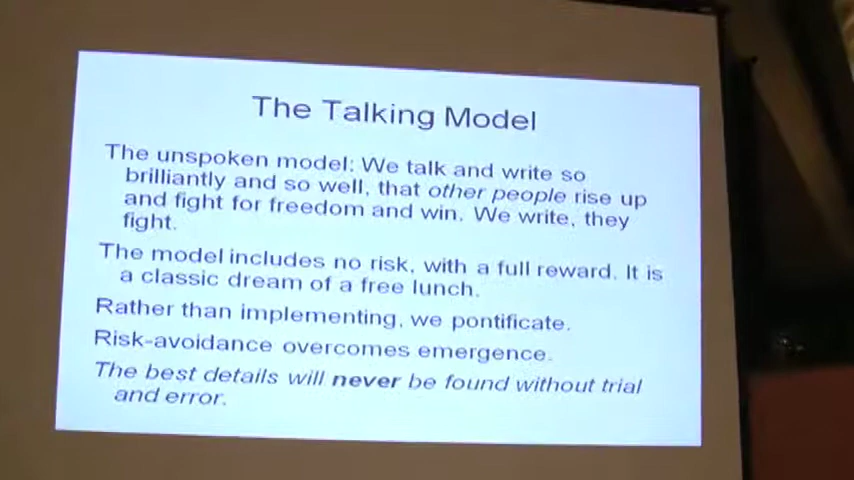 The Talking Model
The unspoken model: We talk and write so
brilliantly and so well, that other people rise up
and fight for freedom and win. We write, they
fight.
The model includes no risk, with a full reward. It is
a classic dream of a free lunch.
Rather than implementing, we pontificate.
Risk-avoidance overcomes emergence.
The best details will never be found without trial
and error.